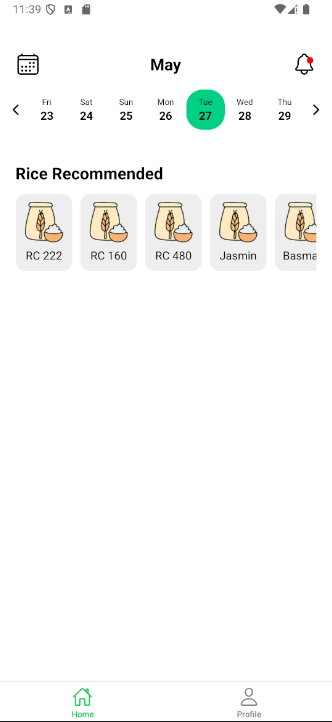 11:39
May
Fri Sat Sun Mon Tue Wed Thu
23 24 25 26 27 28 29
Rice Recommended
RC 222 RC 160 RC 480 Jasmin Basma
Home Profile